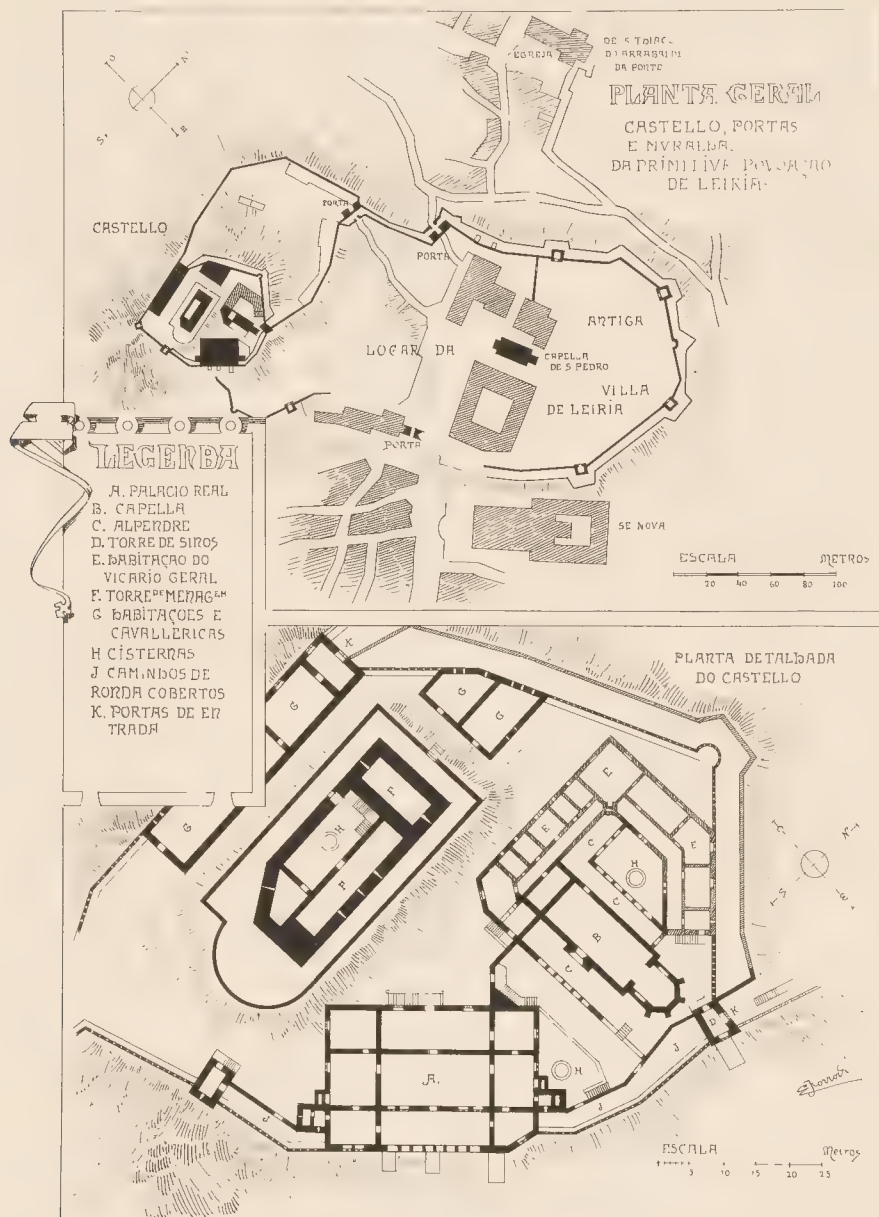 EGREJA
DA PONTE
PLANTA GERAL
CASTELLO, PORTAS
E MVRALHA
DA PRIMITIVA POVOAÇÃO
DE LEIRIA
O
N
S.
E
CASTELLO
PORTA
PORTA
LOGAR DA
ANTIGA
CAPELLA
DE S. PEDRO
VILLA
DE LEIRIA
PORTA
SE NOVA
ESCALA METROS
20 40 60 80 100
LEGENDA
A. PALACIO REAL
B. CAPELLA
C. ALPENDRE
D. TORRE DE SINOS
E. HABITAÇÃO DO
VICARIO GERAL
F. TORRE DE MENAGEM
G HABITAÇOES E
CAVALLERICAS
H CISTERNAS
J CAMINHOS DE
RONDA COBERTOS
K. PORTAS DE EN
TRADA
PLANTA DETALHADA
DO CASTELLO
K
G
G
G
G
F
H
F
E
E
E
C
H
C
B
C
D
K
J
H
J
J
A.
N
S
ESCALA Metros
5 10 15 20 25